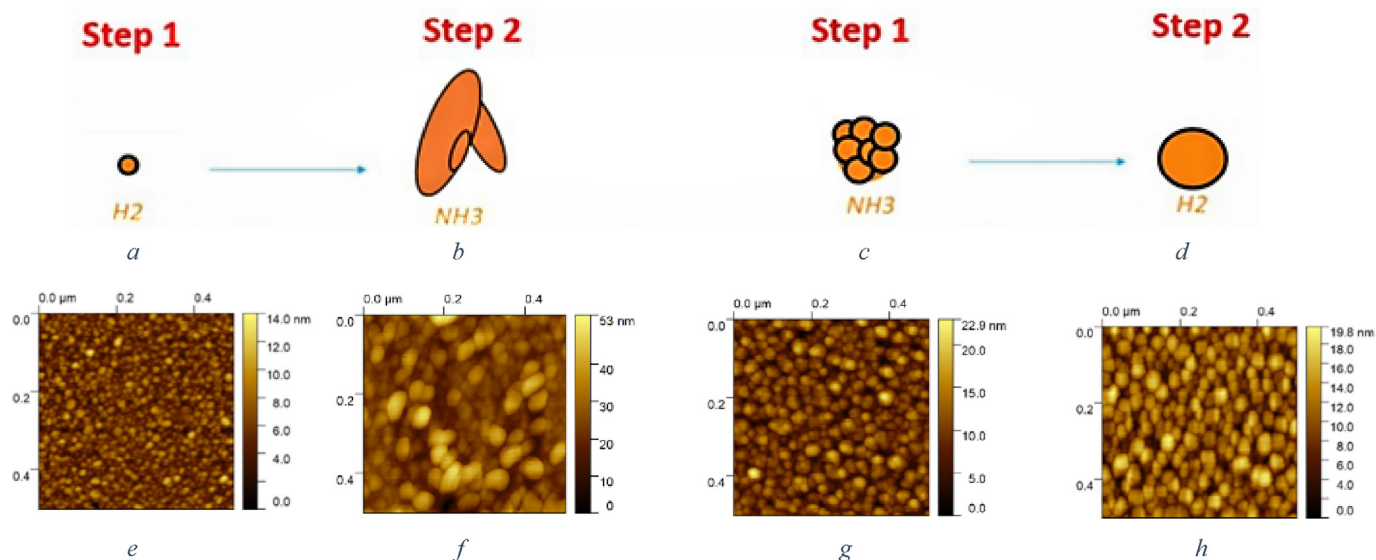 Step 1 Step 2 Step 1 Step 2
H2 NH3 NH3 H2
a b c d
0.0 µm 0.2 0.4 0.0 µm 0.2 0.4 0.0 µm 0.2 0.4 0.0 µm 0.2 0.4
0.0 14.0 nm 0.0 53 nm 0.0 22.9 nm 0.0 19.8 nm
12.0 20.0 18.0
10.0 40 16.0
0.2 8.0 0.2 30 0.2 15.0 0.2 14.0
12.0
6.0 20 10.0 10.0
8.0
0.4 4.0 0.4 10 0.4 5.0 0.4 6.0
4.0
2.0
0.0 0 0.0 0.0
e f g h